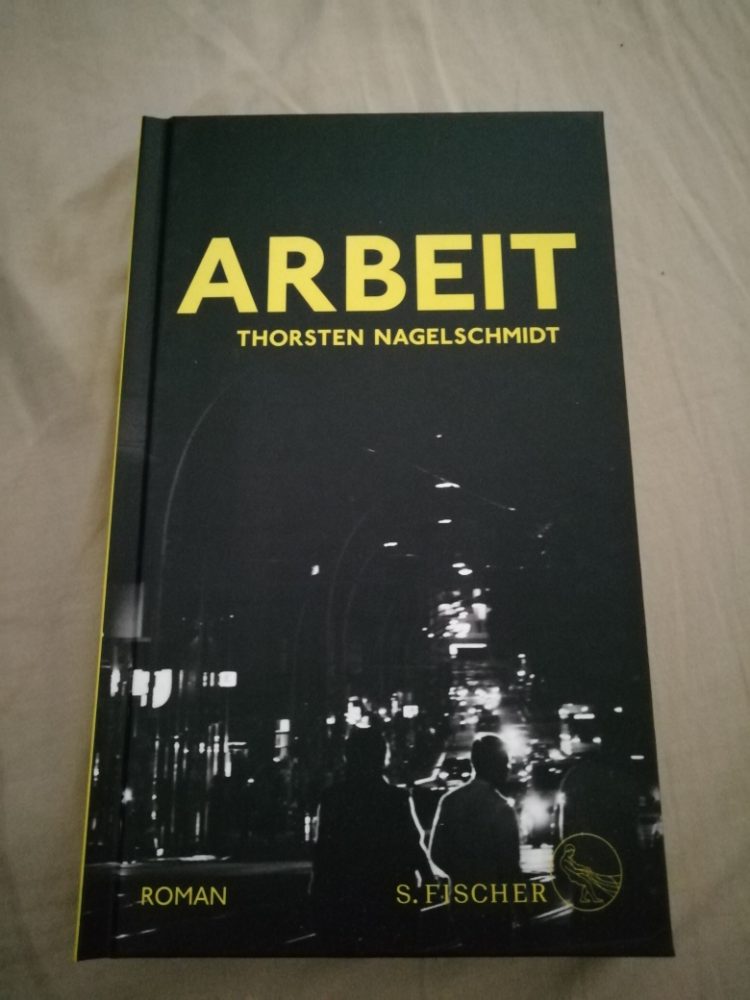 ARBEIT
THORSTEN NAGELSCHMIDT
ROMAN
S. FISCHER